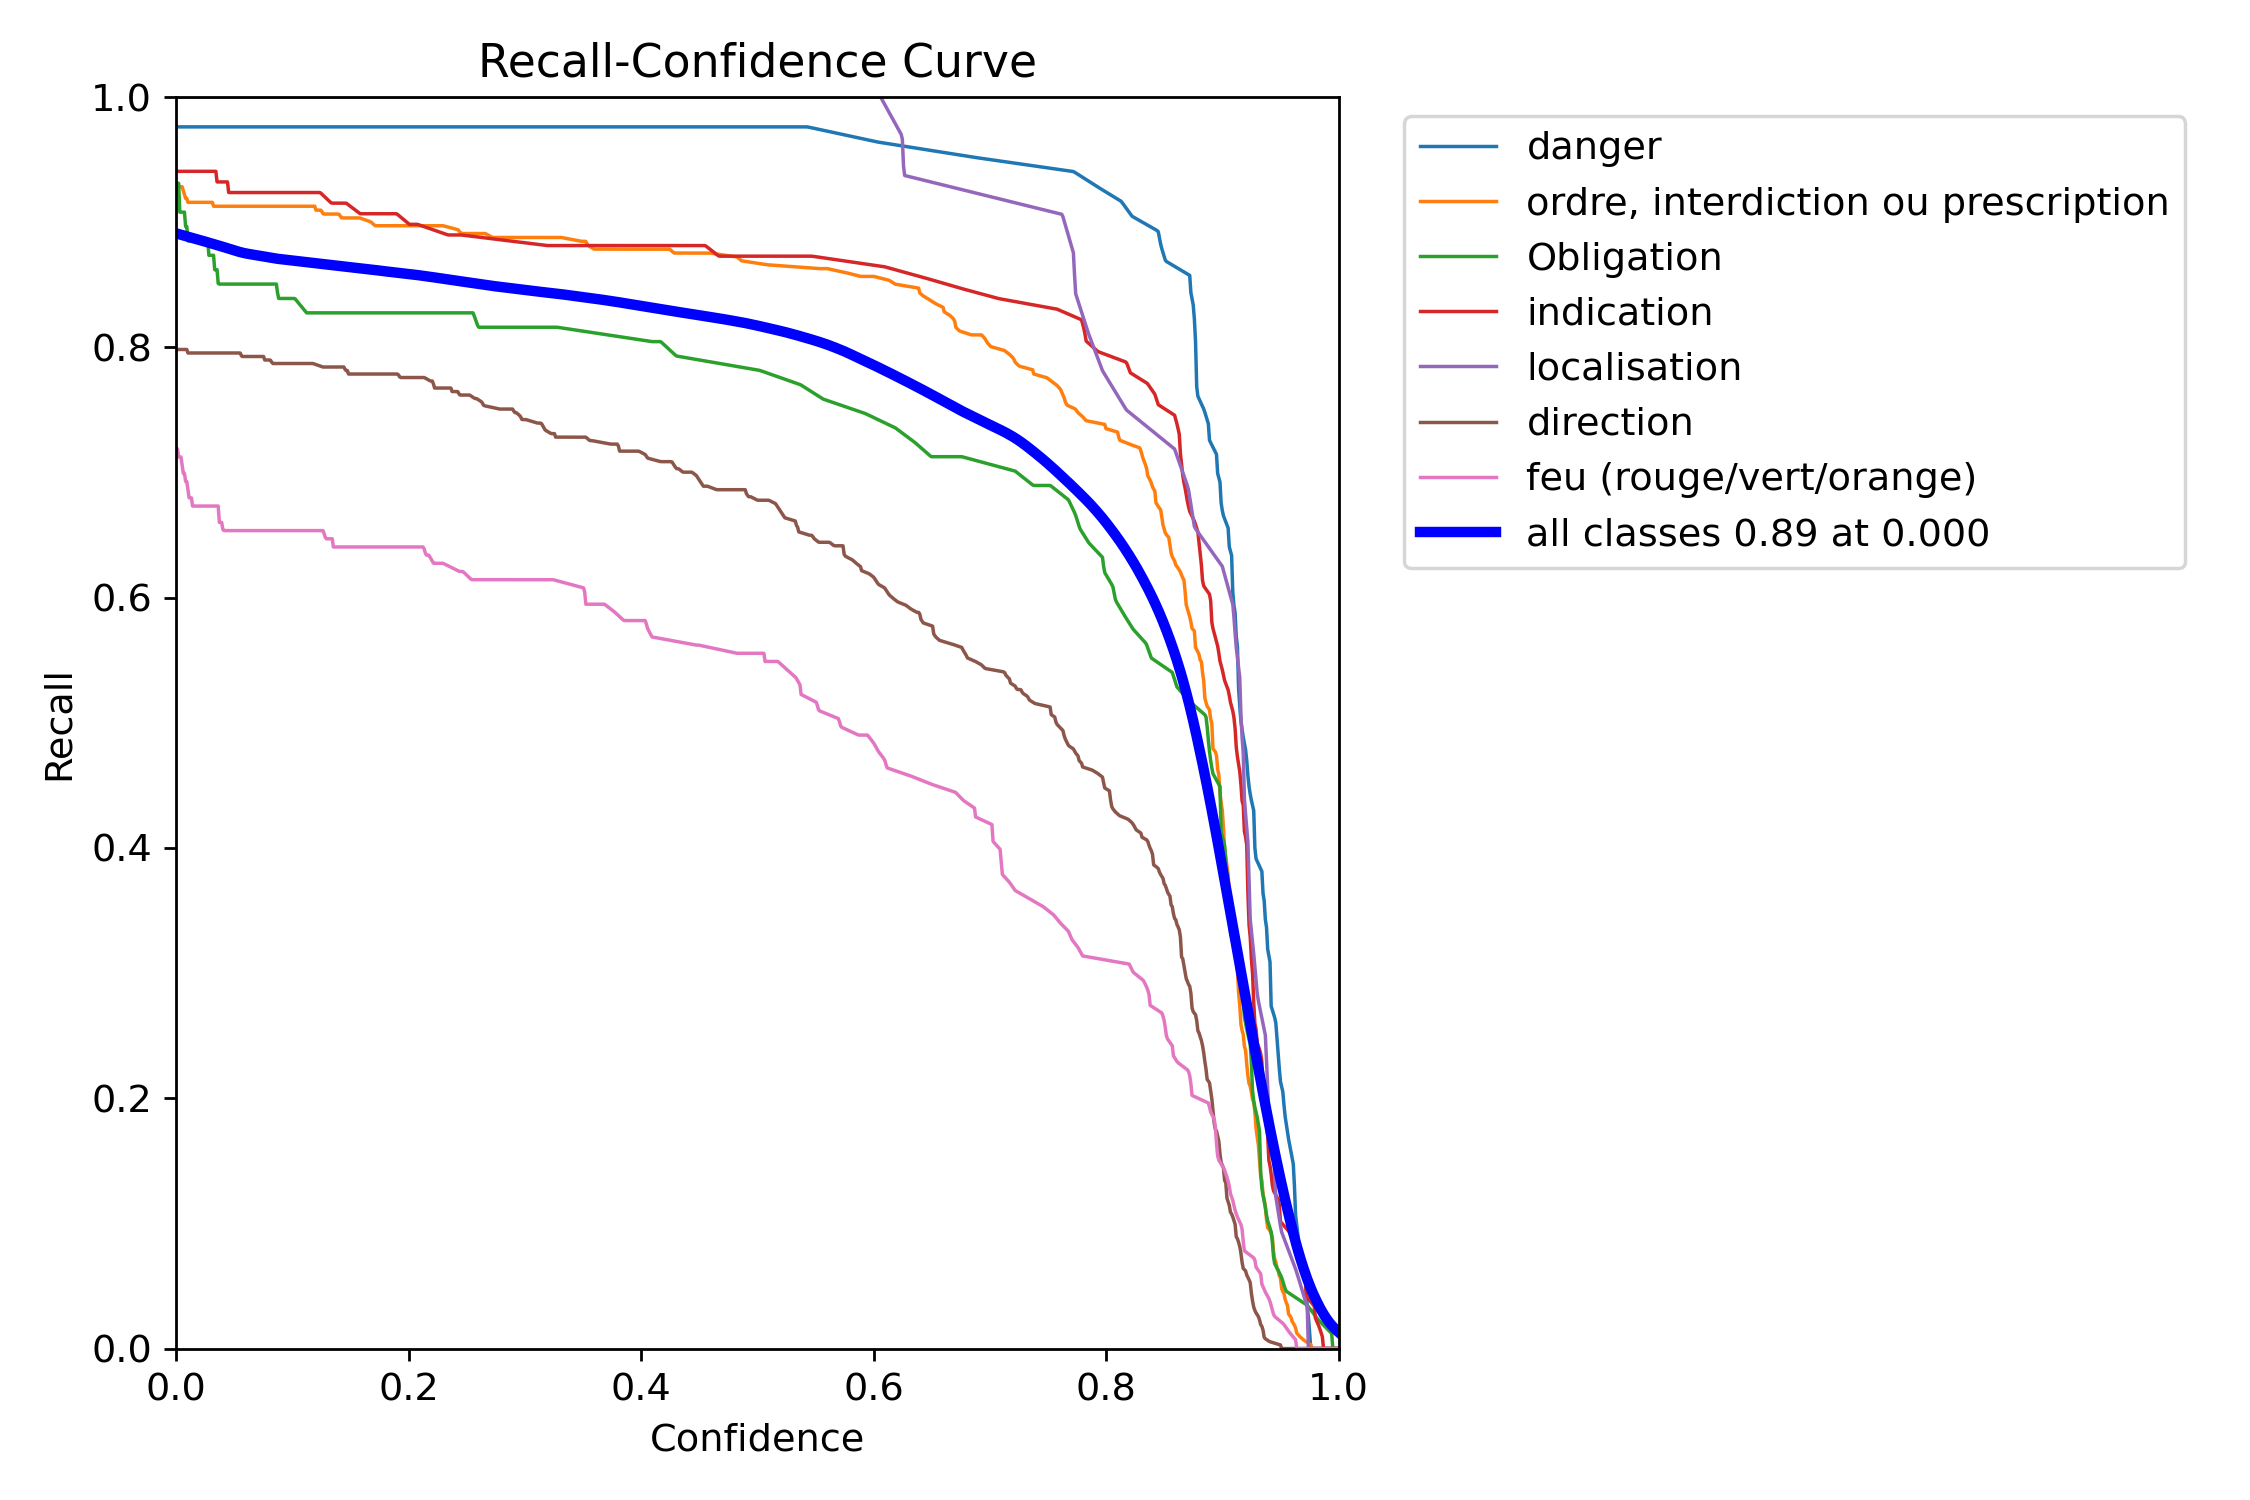 Recall-Confidence Curve
1.0
0.8
0.6
0.4
0.2
0.0
Recall
0.0 0.2 0.4 0.6 0.8 1.0
Confidence
danger
ordre, interdiction ou prescription
Obligation
indication
localisation
direction
feu (rouge/vert/orange)
all classes 0.89 at 0.000